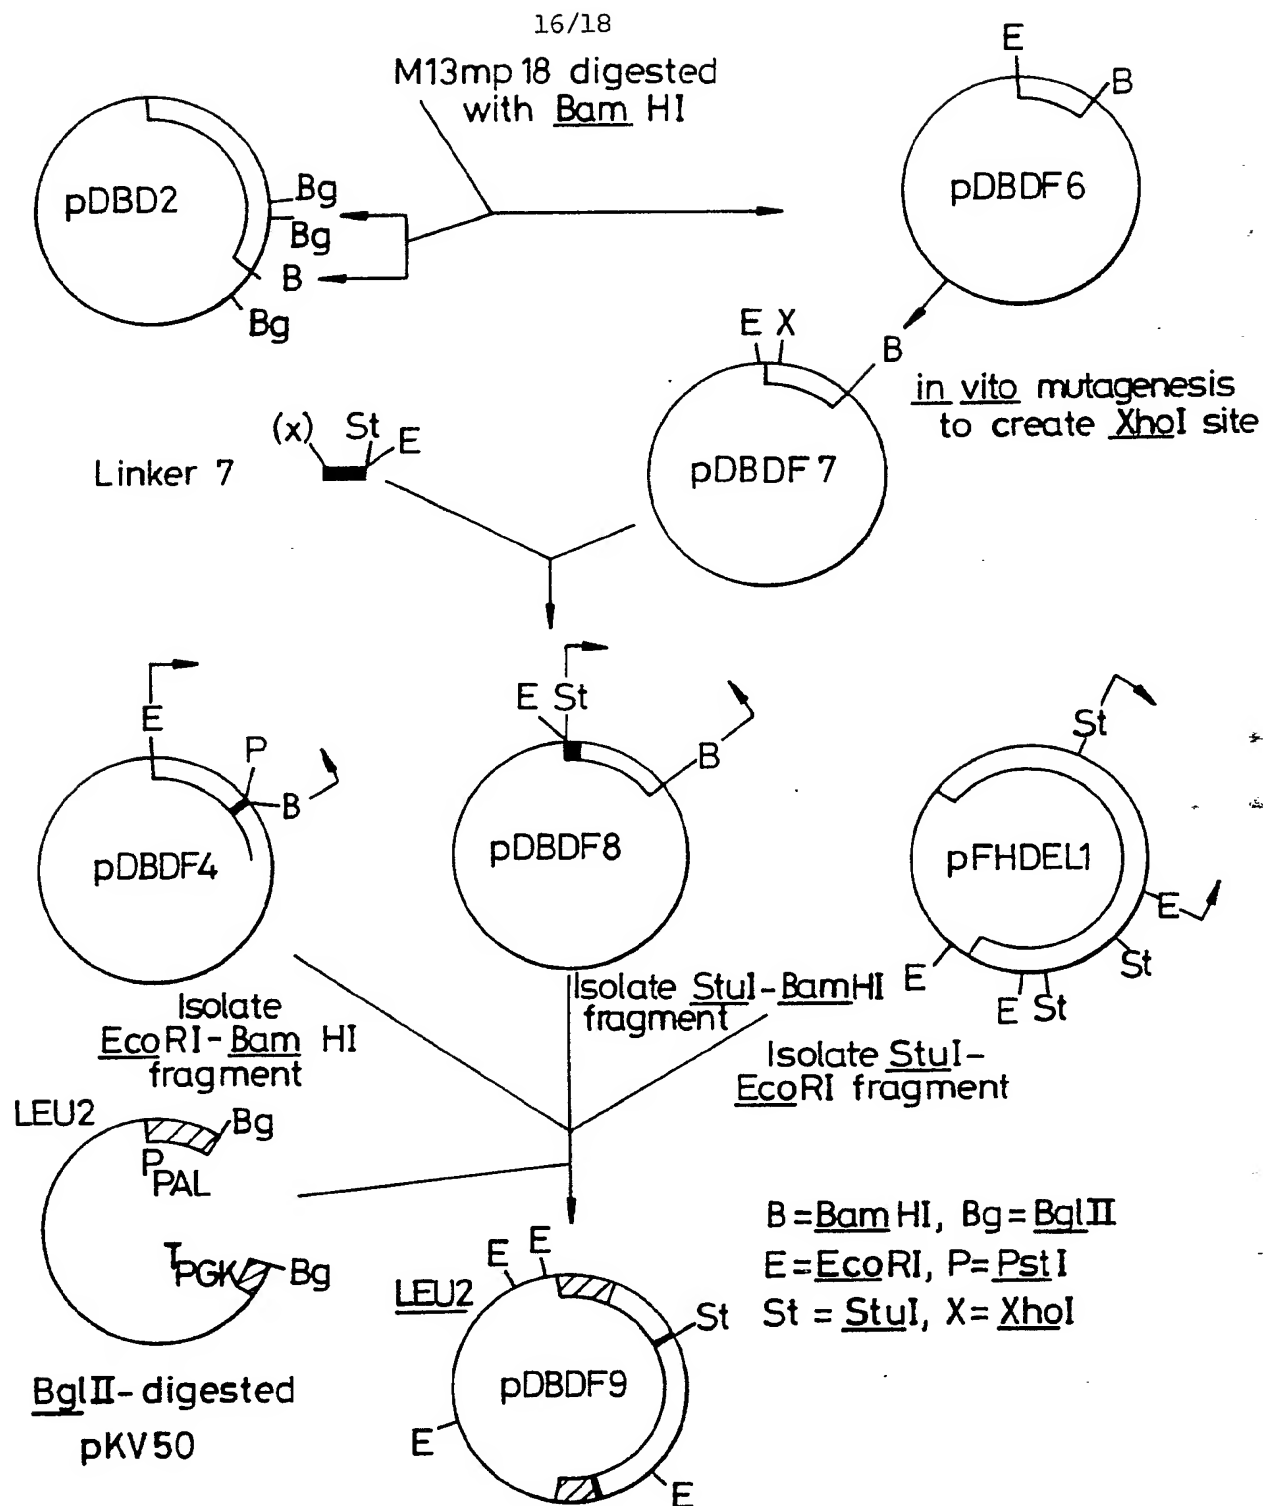 16/18
M13mp 18 digested
with Bam HI
E
B
pDBD2
Bg
Bg
B
Bg
pDBDF6
E X
B
in vito mutagenesis
to create XhoI site
(x) St E
Linker 7
pDBDF7
E
P
B
pDBDF4
E St
B
pDBDF8
St
E
St
E
E St
pFHDEL1
Isolate
EcoRI-Bam HI
fragment
Isolate StuI-BamHI
fragment
Isolate StuI-
EcoRI fragment
LEU2
Bg
PPAL
TPGK
Bg
BglII-digested
pKV50
E E
LEU2
St
pDBDF9
E
E
B=Bam HI, Bg=BglII
E=EcoRI, P=PstI
St = StuI, X=XhoI